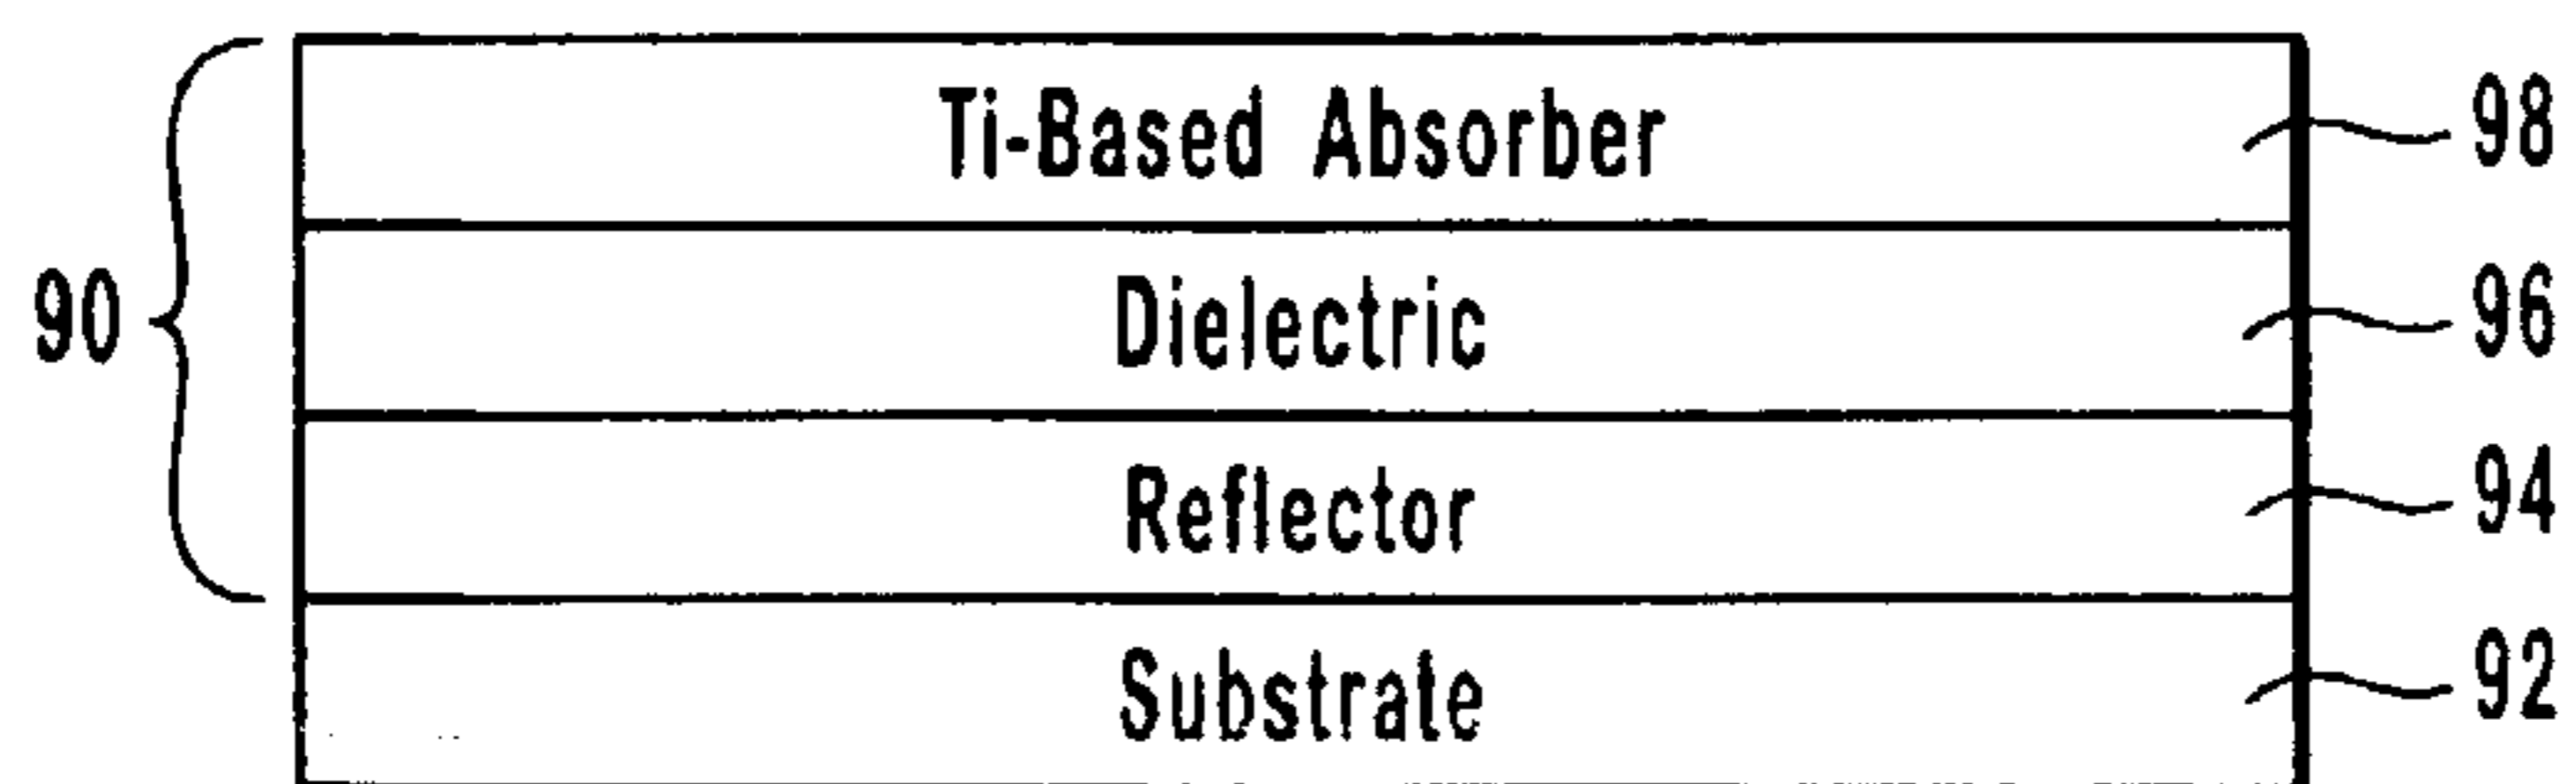 Ti-Based Absorber 98
Dielectric 96
90
Reflector 94
Substrate 92